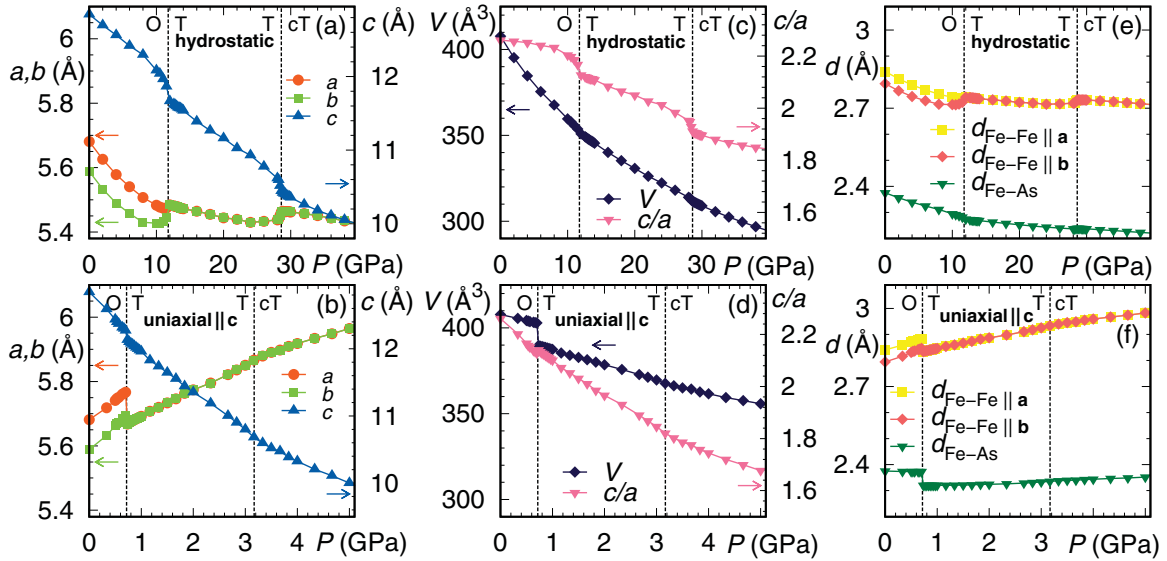 O T T cT (a) c (Å)
hydrostatic
6
a,b (Å)
5.8
5.6
5.4
a
b
c
12
11
10
0 10 20 30 P (GPa)
V (Å³) O T T cT (c) c/a
hydrostatic
400
350
300
V
c/a
2.2
2
1.8
1.6
0 10 20 30 P (GPa)
O T T cT (e)
hydrostatic
3
d (Å)
2.7
2.4
dFe−Fe || a
dFe−Fe || b
dFe−As
0 10 20 30 P (GPa)
O T T cT (b) c (Å)
uniaxial||c
6
a,b (Å)
5.8
5.6
5.4
a
b
c
12
11
10
0 1 2 3 4 P (GPa)
V (Å³) O T T cT (d) c/a
uniaxial||c
400
350
300
V
c/a
2.2
2
1.8
1.6
0 1 2 3 4 P (GPa)
O T T cT (f)
uniaxial||c
3
d (Å)
2.7
2.4
dFe−Fe || a
dFe−Fe || b
dFe−As
0 1 2 3 4 P (GPa)